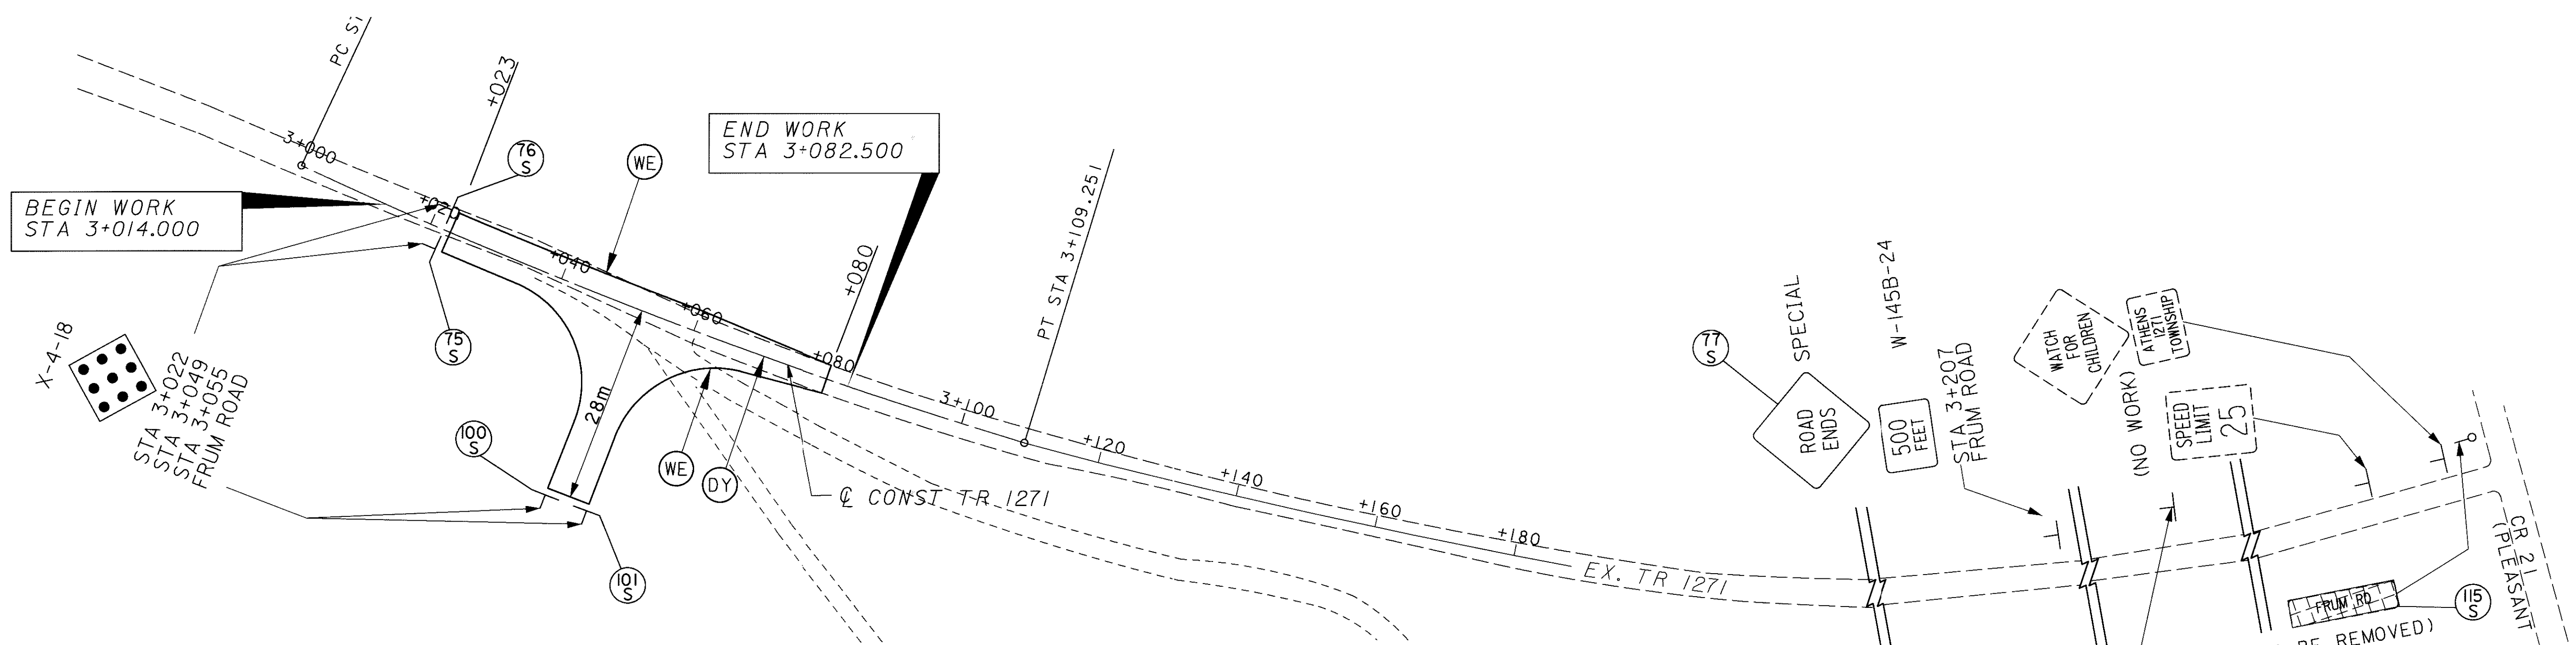 PC
3+000
+023
76
S
WE
END WORK
STA 3+082.500
BEGIN WORK
STA 3+014.000
+040
+060
+080
+080
PT STA 3+109.251
75
S
X-4-18
STA 3+022
STA 3+049
STA 3+055
FRUM ROAD
28m
100
S
WE
DY
℄ CONST TR 1271
101
S
3+100
+120
+140
+160
+180
EX. TR 1271
77
S
SPECIAL
ROAD
ENDS
W-145B-24
500
FEET
STA 3+207
FRUM ROAD
WATCH
FOR
CHILDREN
ATHENS
1271
TOWNSHIP
(NO WORK)
SPEED
LIMIT
25
CR 21
(PLEASANT
FRUM RD
115
S
BE REMOVED)